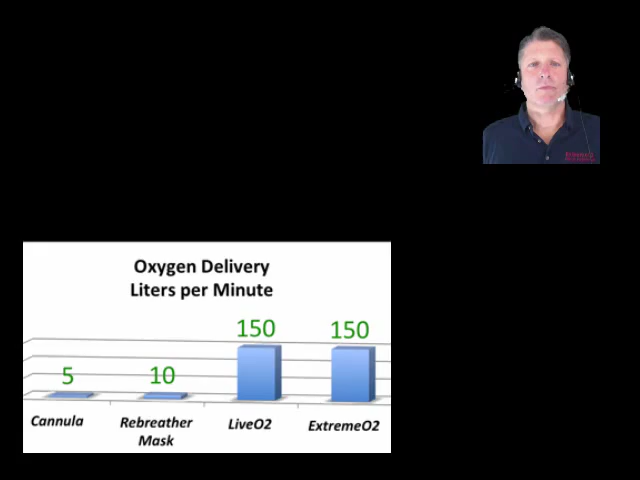 Oxygen Delivery
Liters per Minute
5
10
150
150
Cannula
Rebreather
Mask
LiveO2
ExtremeO2